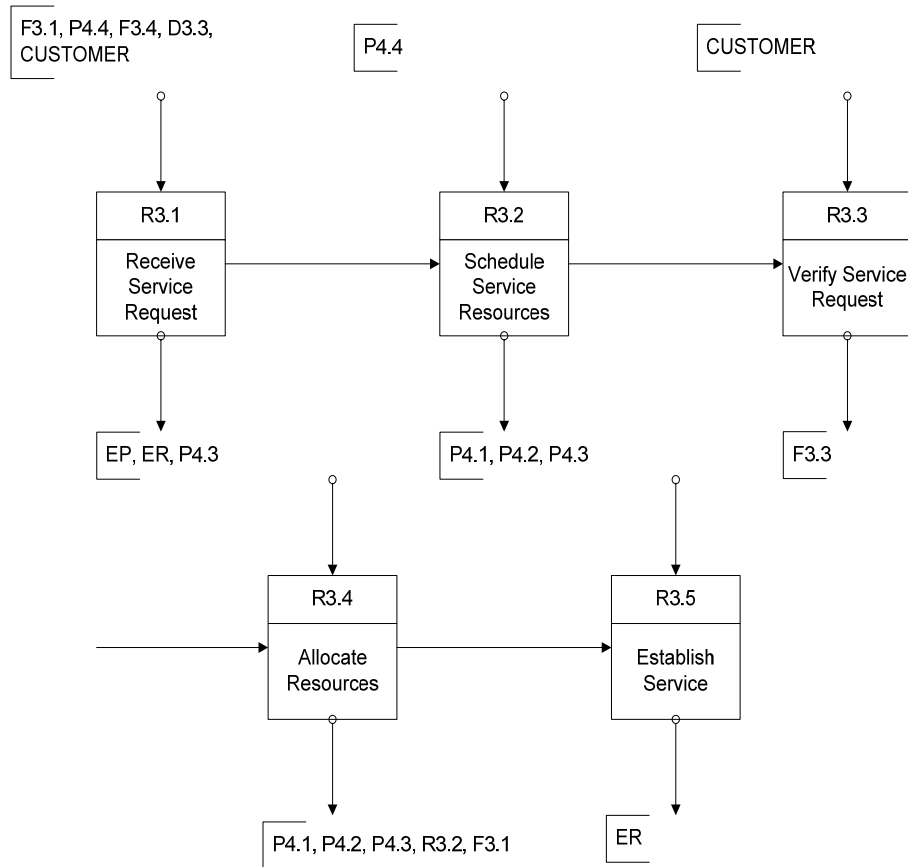 F3.1, P4.4, F3.4, D3.3,
CUSTOMER
P4.4
CUSTOMER
R3.1
Receive
Service
Request
R3.2
Schedule
Service
Resources
R3.3
Verify Service
Request
EP, ER, P4.3
P4.1, P4.2, P4.3
F3.3
R3.4
Allocate
Resources
R3.5
Establish
Service
P4.1, P4.2, P4.3, R3.2, F3.1
ER